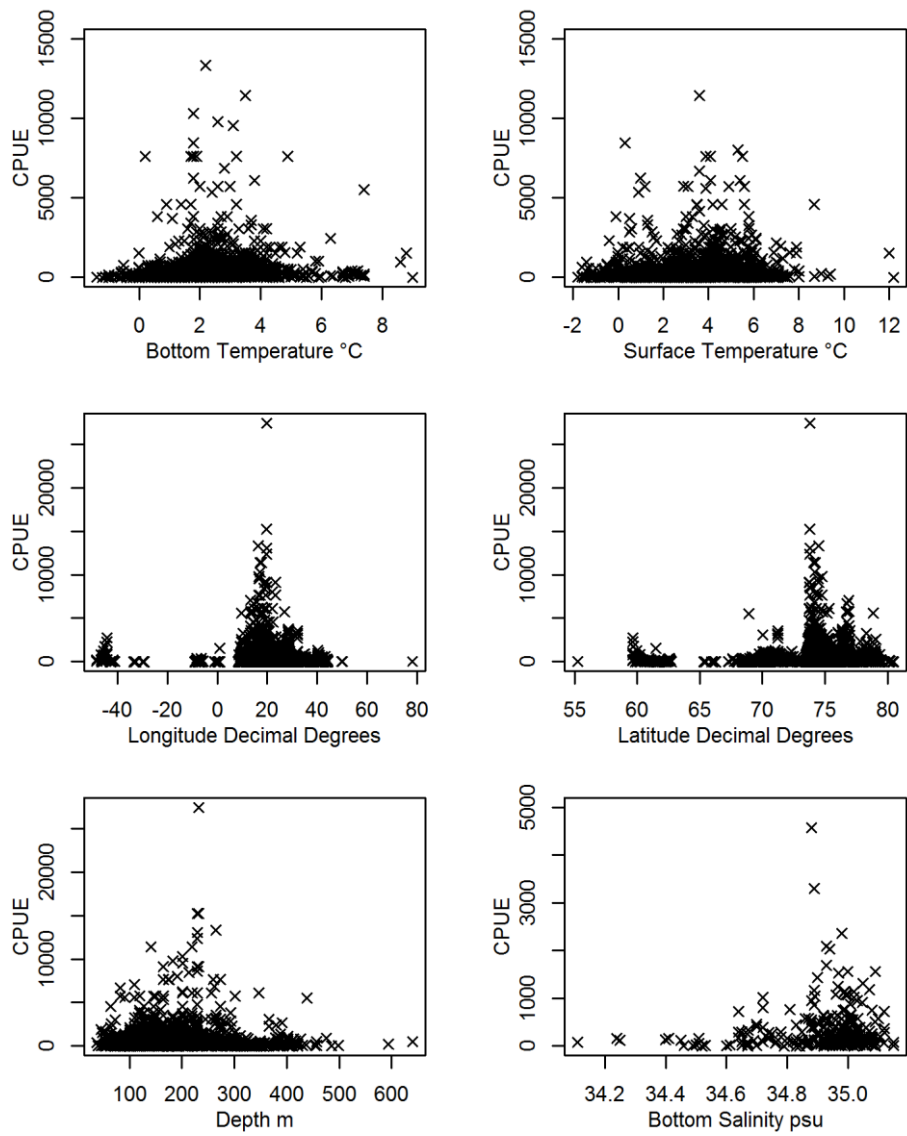 15000
10000
5000
0
CPUE
0 2 4 6 8
Bottom Temperature °C
15000
10000
5000
0
CPUE
-2 0 2 4 6 8 10 12
Surface Temperature °C
20000
10000
0
CPUE
-40 -20 0 20 40 60 80
Longitude Decimal Degrees
20000
10000
0
CPUE
55 60 65 70 75 80
Latitude Decimal Degrees
20000
10000
0
CPUE
100 200 300 400 500 600
Depth m
5000
3000
1000
0
CPUE
34.2 34.4 34.6 34.8 35.0
Bottom Salinity psu